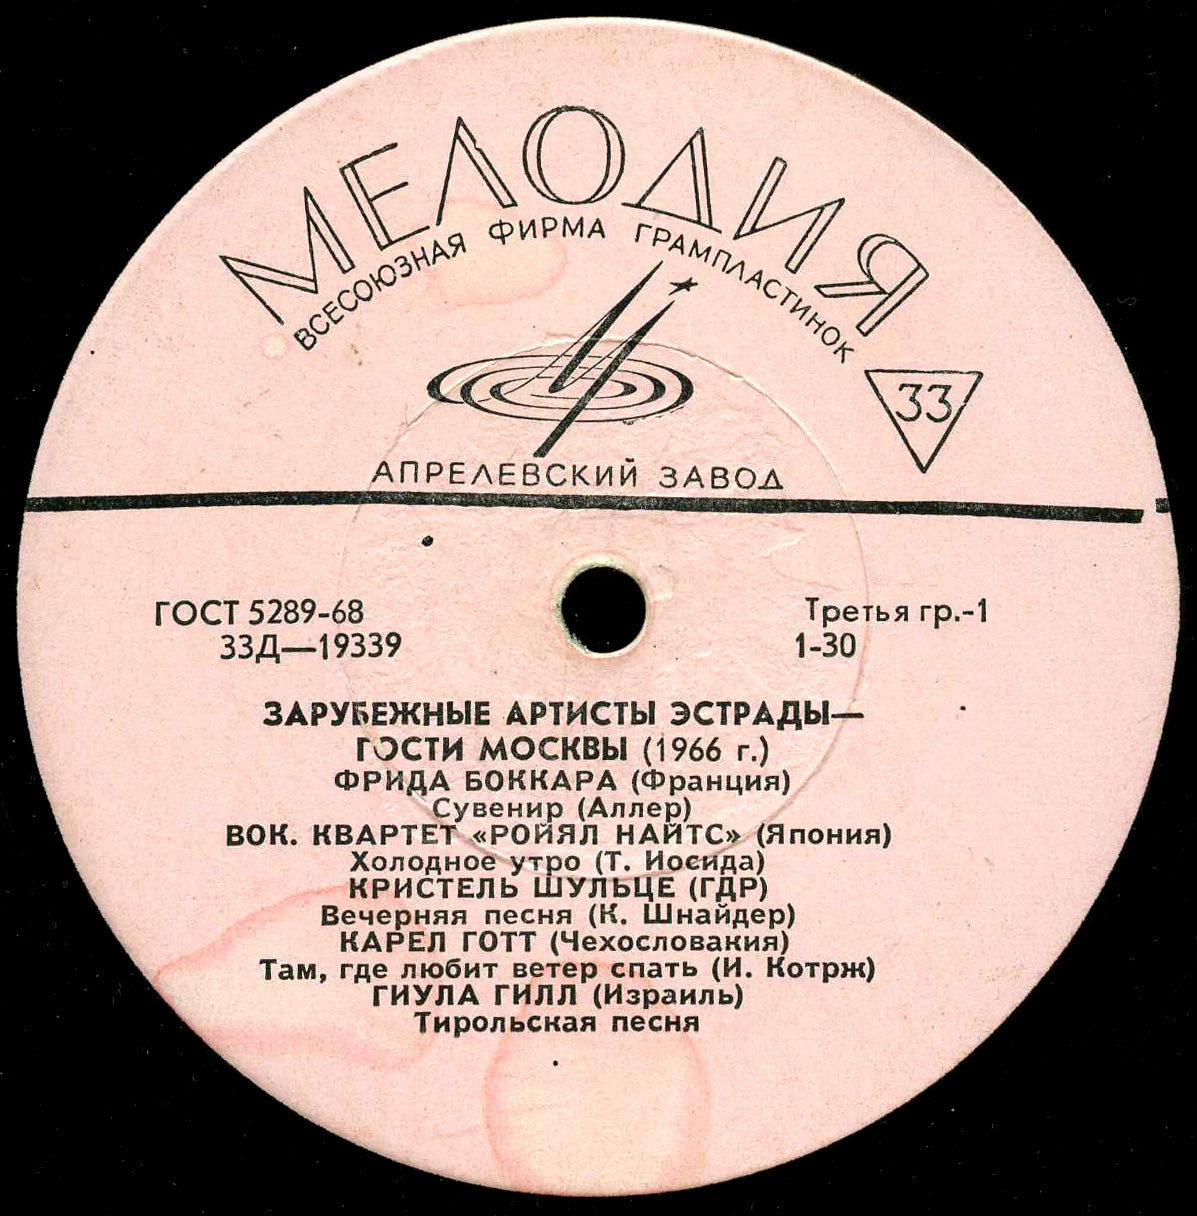 МЕЛОДИЯ
ВСЕСОЮЗНАЯ ФИРМА ГРАМПЛАСТИНОК
33
АПРЕЛЕВСКИЙ ЗАВОД
ГОСТ 5289-68
Третья гр.-1
33Д—19339
1-30
ЗАРУБЕЖНЫЕ АРТИСТЫ ЭСТРАДЫ—
ГОСТИ МОСКВЫ (1966 г.)
ФРИДА БОККАРА (Франция)
Сувенир (Аллер)
ВОК. КВАРТЕТ «РОЙЯЛ НАЙТС» (Япония)
Холодное утро (Т. Иосида)
КРИСТЕЛЬ ШУЛЬЦЕ (ГДР)
Вечерняя песня (К. Шнайдер)
КАРЕЛ ГОТТ (Чехословакия)
Там, где любит ветер спать (И. Котрж)
ГИУЛА ГИЛЛ (Израиль)
Тирольская песня